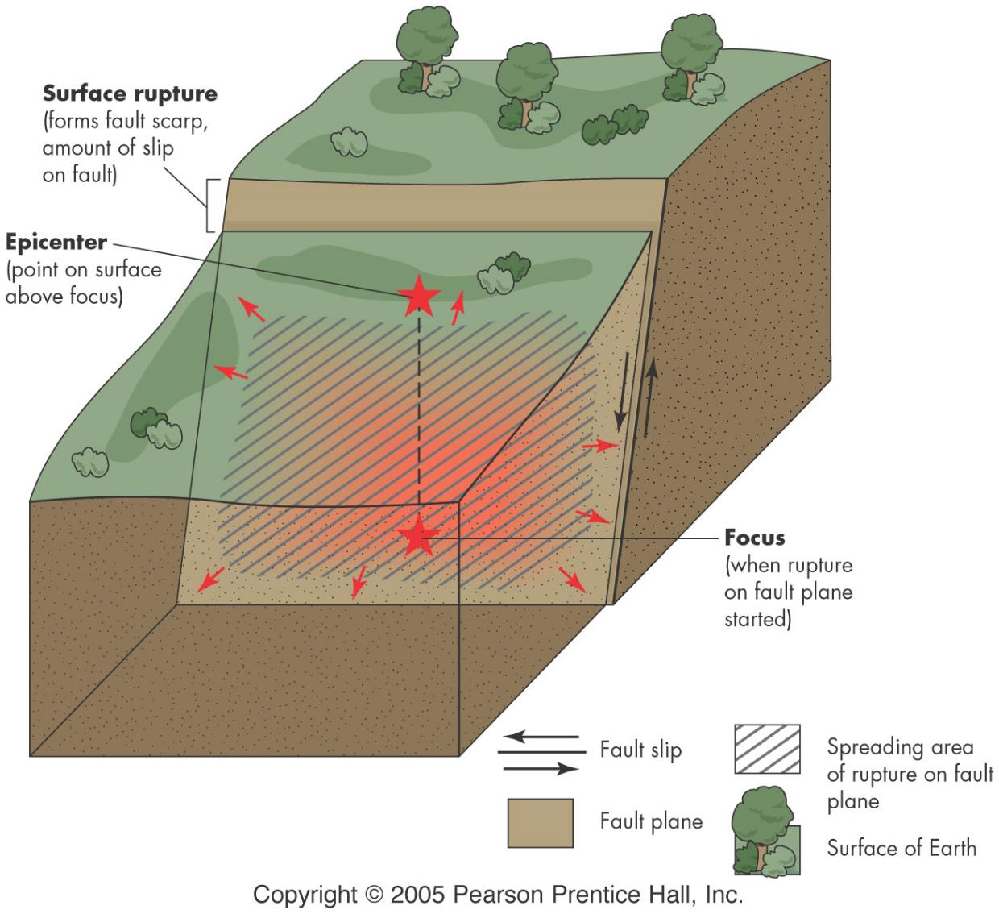 Surface rupture
(forms fault scarp,
amount of slip
on fault)
Epicenter
(point on surface
above focus)
Focus
(when rupture
on fault plane
started)
Fault slip
Spreading area
of rupture on fault
plane
Fault plane
Surface of Earth
Copyright © 2005 Pearson Prentice Hall, Inc.